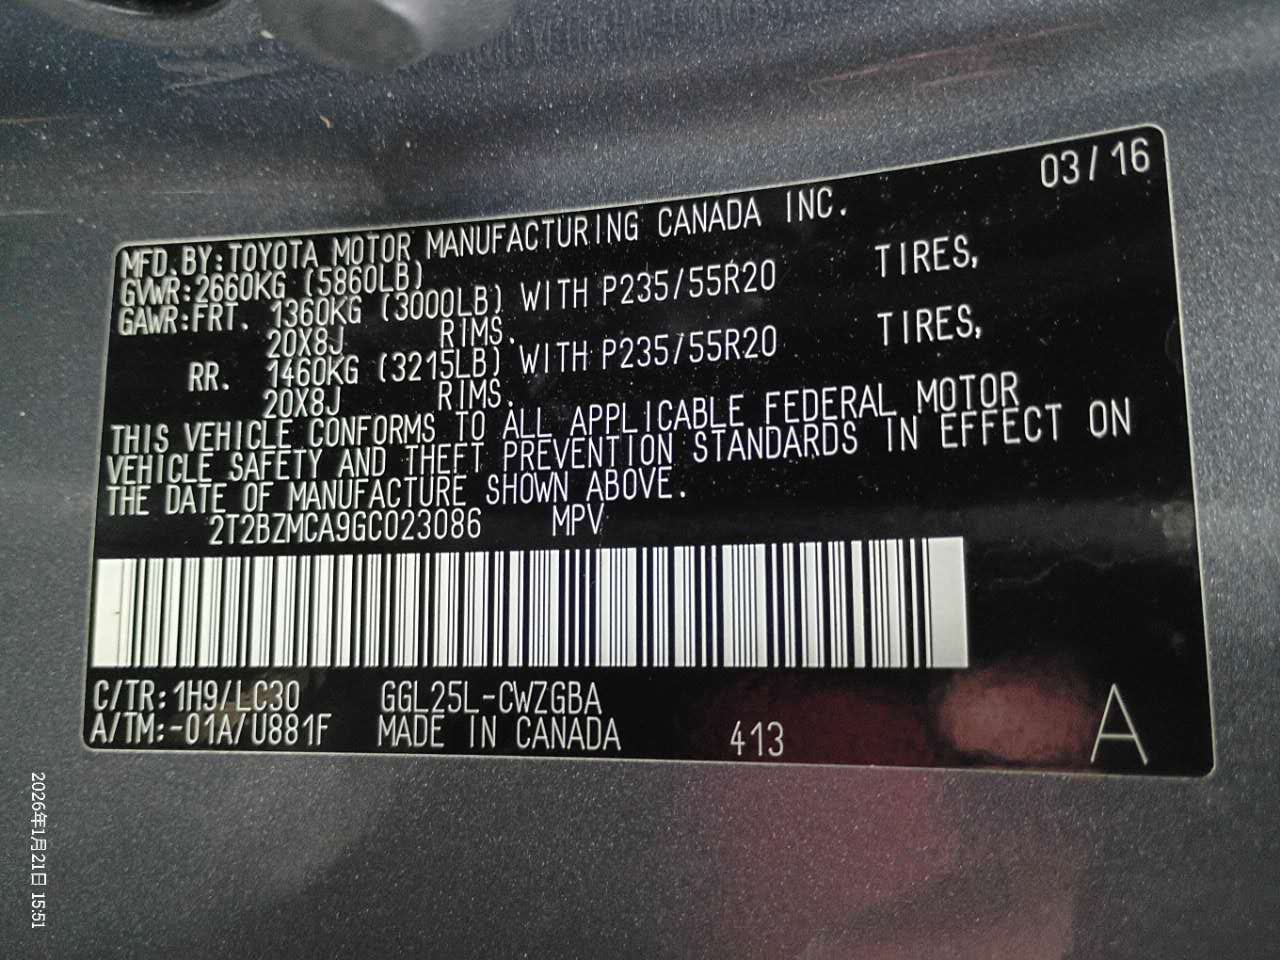 03/16
MFD.BY:TOYOTA MOTOR MANUFACTURING CANADA INC.
GVWR:2660KG (5860LB)
GAWR:FRT. 1360KG (3000LB) WITH P235/55R20 TIRES,
20X8J RIMS.
RR. 1460KG (3215LB) WITH P235/55R20 TIRES,
20X8J RIMS.
THIS VEHICLE CONFORMS TO ALL APPLICABLE FEDERAL MOTOR
VEHICLE SAFETY AND THEFT PREVENTION STANDARDS IN EFFECT ON
THE DATE OF MANUFACTURE SHOWN ABOVE.
2T2BZMCA9GC023086 MPV
C/TR:1H9/LC30 GGL25L-CWZGBA
A/TM:-01A/U881F MADE IN CANADA 413 A
2026年1月21日 15:51